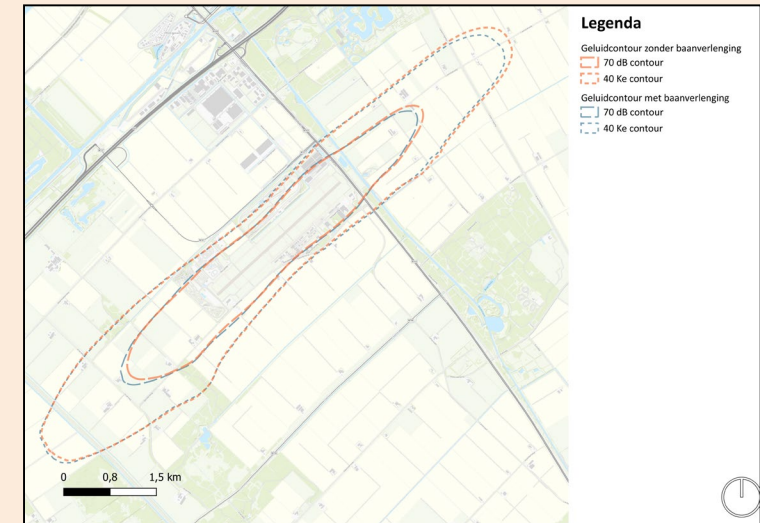 Legenda
Geluidcontour zonder baanverlenging
70 dB contour
40 Ke contour
Geluidcontour met baanverlenging
70 dB contour
40 Ke contour
0 0,8 1,5 km